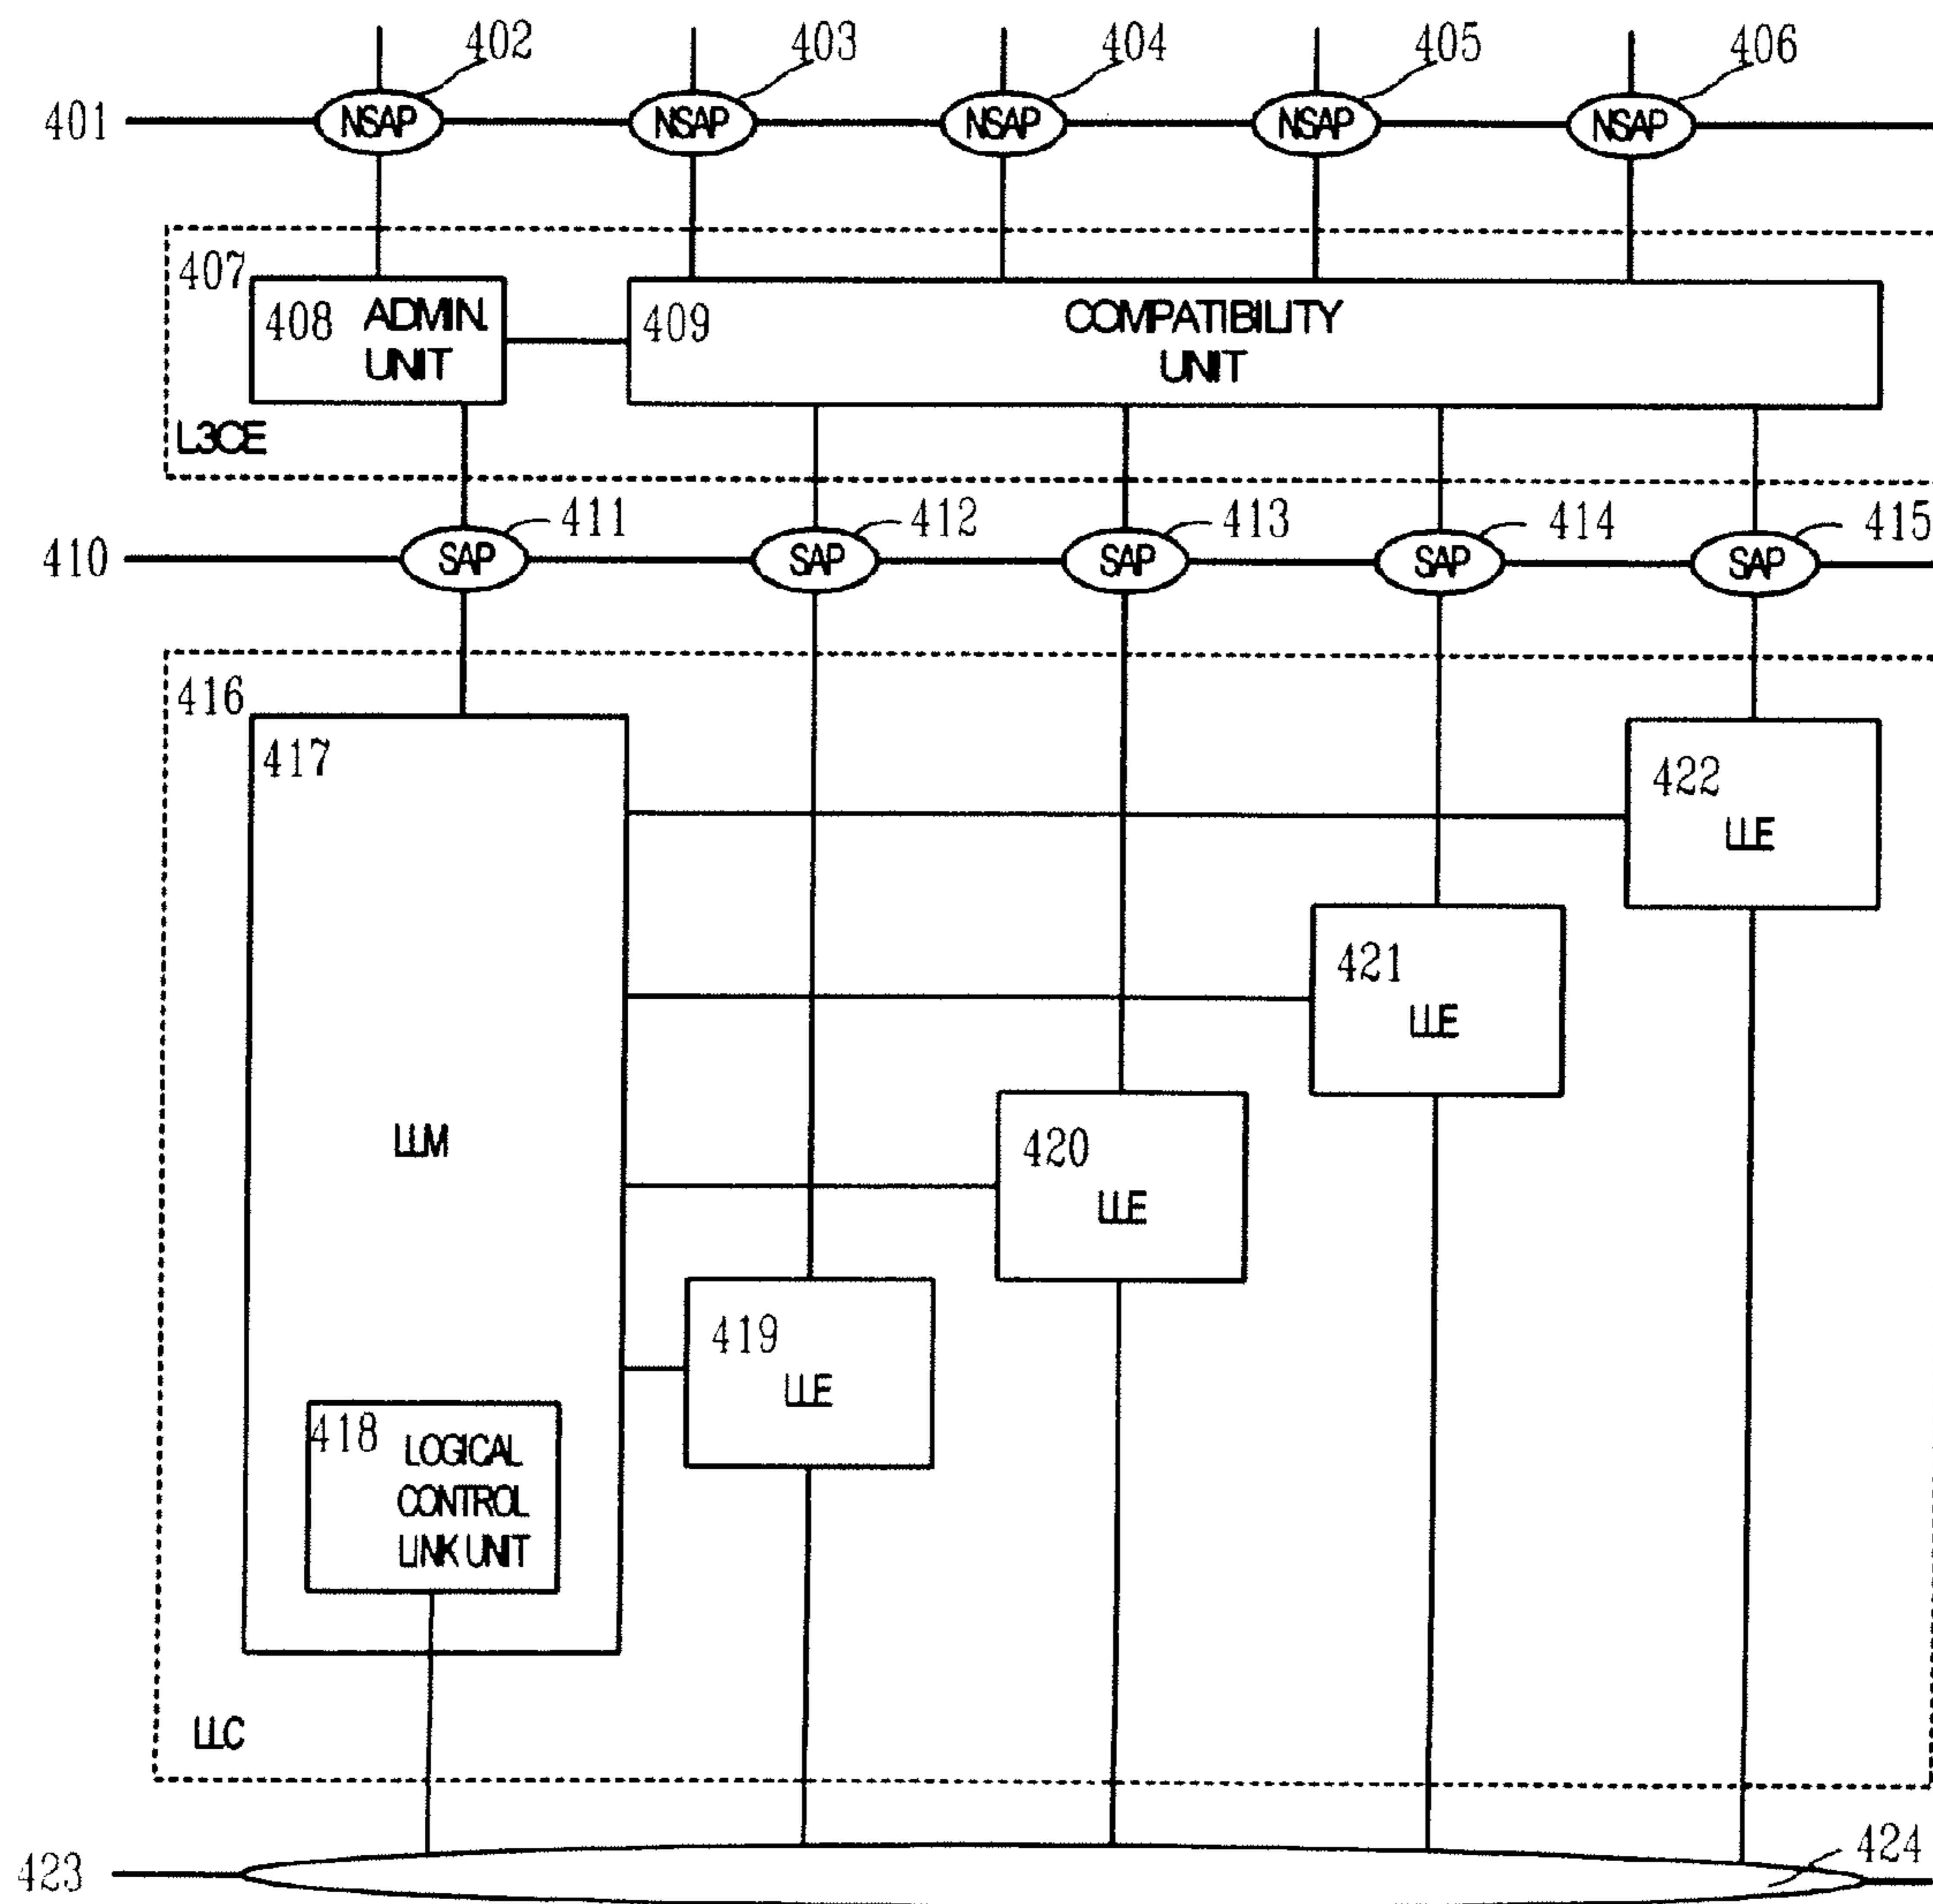 402 403 404 405 406
401 NSAP NSAP NSAP NSAP NSAP
407
408 ADMIN. UNIT
409 COMPATIBILITY UNIT
L3CE
411 412 413 414 415
410 SAP SAP SAP SAP SAP
416
417
422
LLE
421
LLE
LLM
420
LLE
419
LLE
418 LOGICAL
CONTROL
LINK UNIT
LLC
423 424